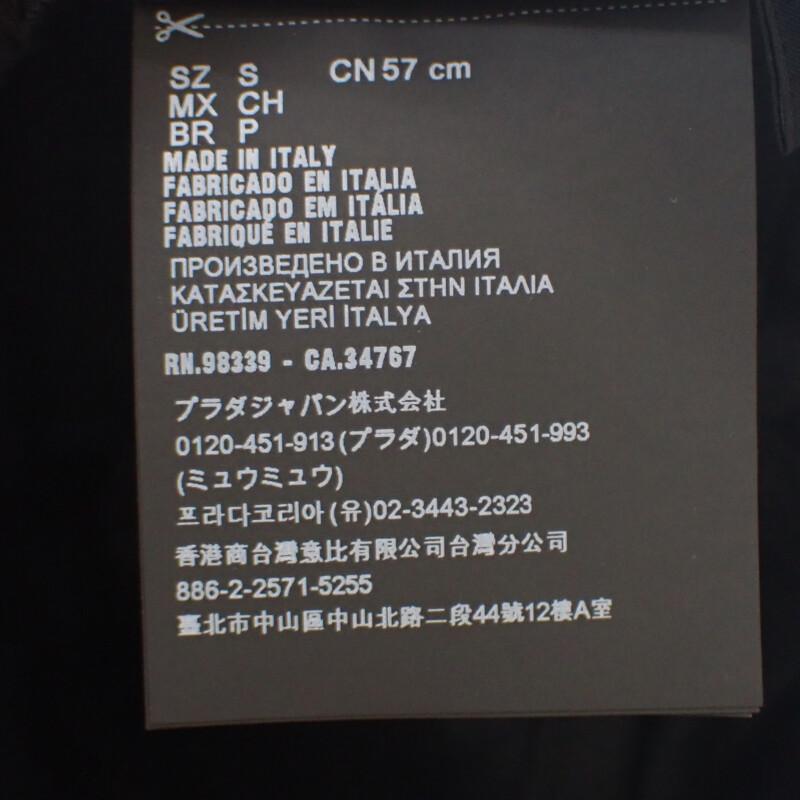 SZ S CN 57 cm
MX CH
BR P
MADE IN ITALY
FABRICADO EN ITALIA
FABRICADO EM ITÁLIA
FABRIQUÉ EN ITALIE
ПРОИЗВЕДЕНО В ИТАЛИЯ
ΚΑΤΑΣΚΕΥΑΖΕΤΑΙ ΣΤΗΝ ΙΤΑΛΙΑ
ÜRETİM YERİ İTALYA
RN.98339 - CA.34767
プラダジャパン株式会社
0120-451-913(プラダ)0120-451-993
(ミュウミュウ)
프라다코리아(유)02-3443-2323
香港商台灣意比有限公司台灣分公司
886-2-2571-5255
臺北市中山區中山北路二段44號12樓A室